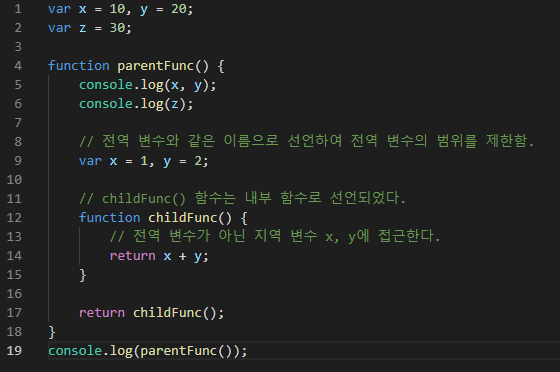 1 var x = 10, y = 20;
2 var z = 30;
3
4 function parentFunc() {
5     console.log(x, y);
6     console.log(z);
7
8     // 전역 변수와 같은 이름으로 선언하여 전역 변수의 범위를 제한함.
9     var x = 1, y = 2;
10
11     // childFunc() 함수는 내부 함수로 선언되었다.
12     function childFunc() {
13         // 전역 변수가 아닌 지역 변수 x, y에 접근한다.
14         return x + y;
15     }
16
17     return childFunc();
18 }
19 console.log(parentFunc());